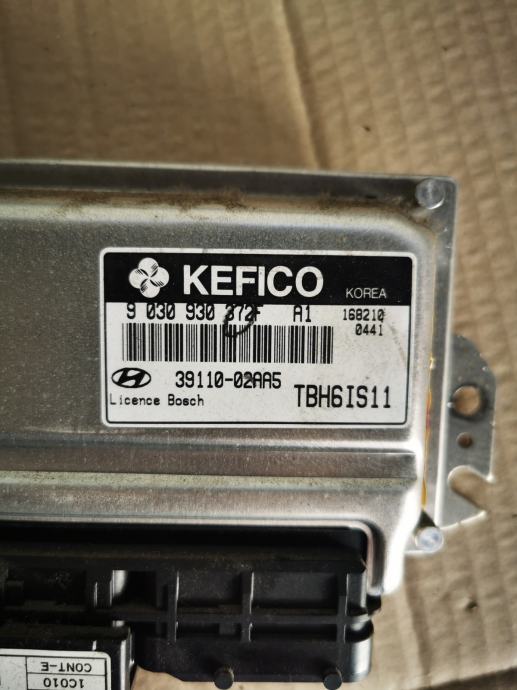 KEFICO KOREA
9 030 930 372F A1 168210
0441
39110-02AA5 TBH6IS11
Licence Bosch
1C010
CONT-E